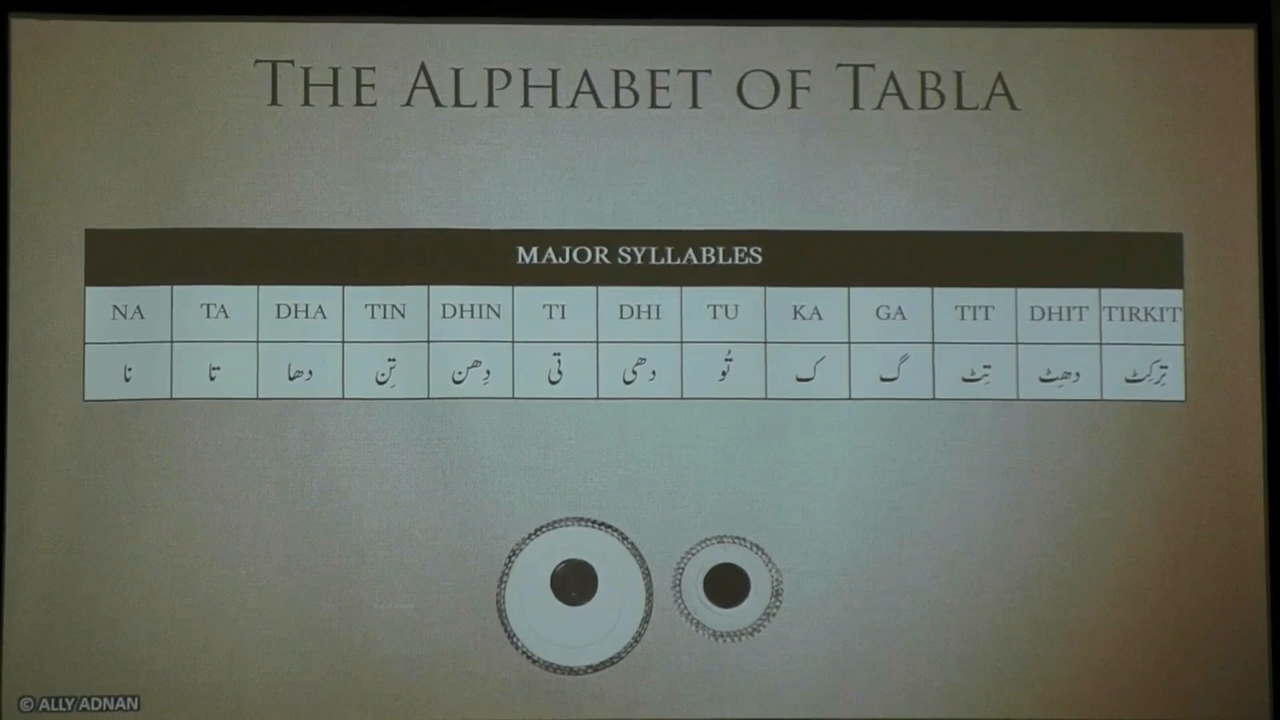 THE ALPHABET OF TABLA
MAJOR SYLLABLES
NA TA DHA TIN DHIN TI DHI TU KA GA TIT DHIT TIRKIT
نا تا دھا تِن دِھن تی دھی تُو ک گ تِٹ دھِٹ تِرکِٹ
© ALLY ADNAN